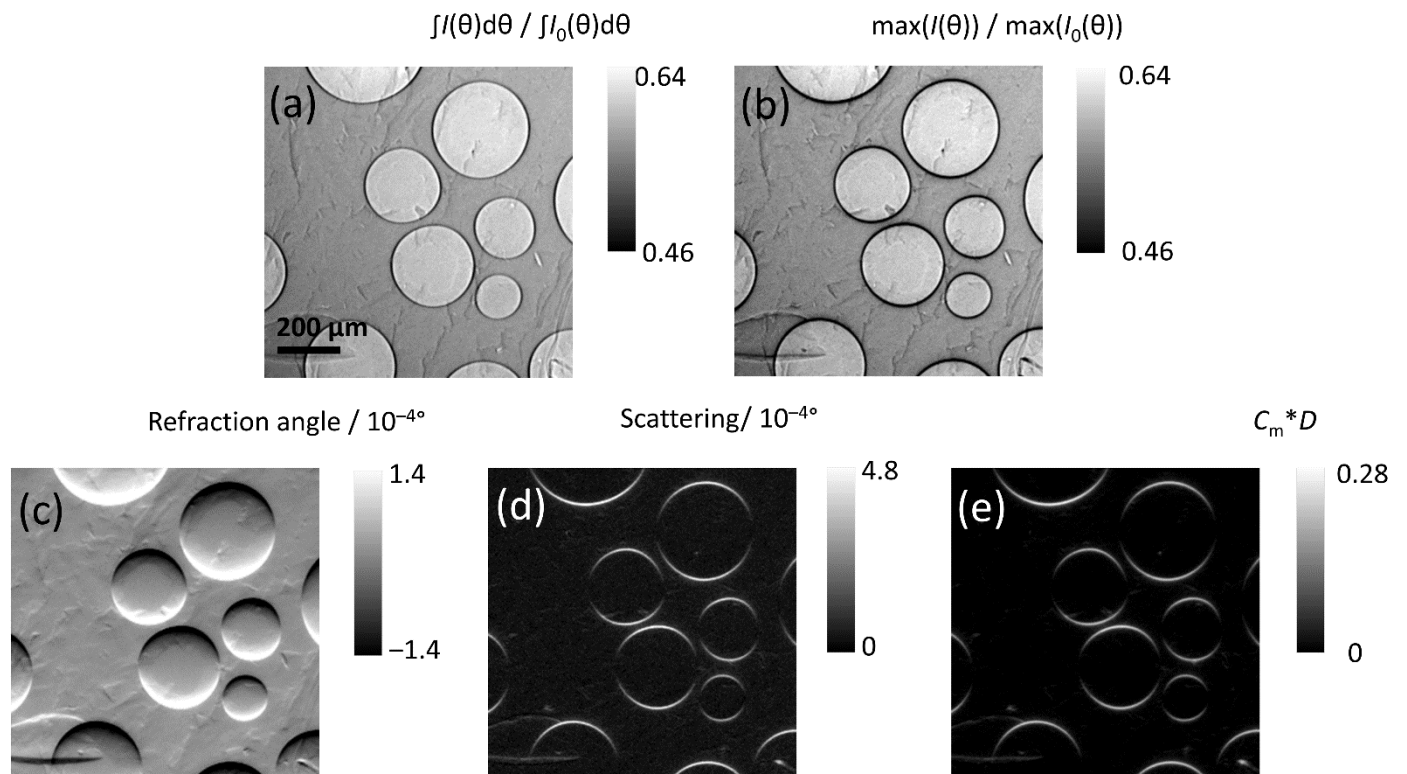 ∫I(θ)dθ / ∫I₀(θ)dθ
max(I(θ)) / max(I₀(θ))
(a)
0.64
0.46
200 µm
(b)
0.64
0.46
Refraction angle / 10⁻⁴°
Scattering/ 10⁻⁴°
Cₘ*D
(c)
1.4
−1.4
(d)
4.8
0
(e)
0.28
0